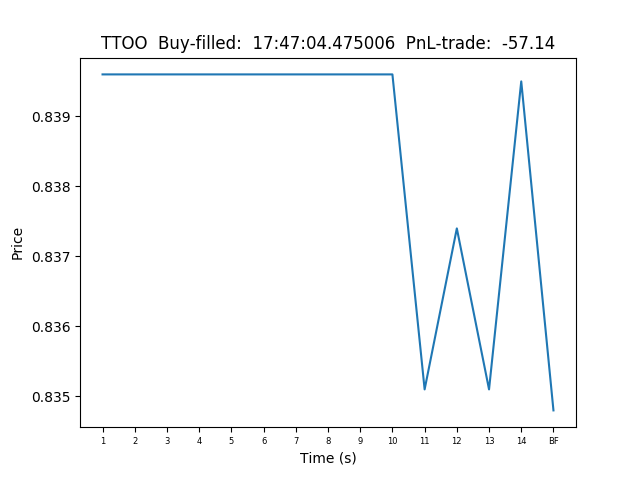 TTOO  Buy-filled:  17:47:04.475006  PnL-trade:  -57.14
Price
0.839
0.838
0.837
0.836
0.835
1 2 3 4 5 6 7 8 9 10 11 12 13 14 BF
Time (s)